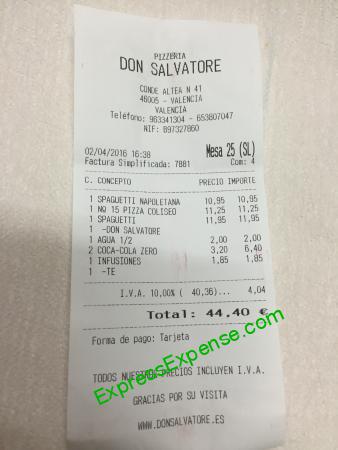 PIZZERIA
DON SALVATORE
CONDE ALTEA N 41
46005 - VALENCIA
VALENCIA
Teléfono: 963341304 - 653807047
NIF: B97327860
02/04/2016 16:38 Mesa 25 (SL)
Factura Simplificada: 7881 Com: 4
C. CONCEPTO PRECIO IMPORTE
1 SPAGUETTI NAPOLETANA 10,95 10,95
1 Nº 15 PIZZA COLISEO 11,25 11,25
1 SPAGUETTI 11,95 11,95
1 -DON SALVATORE
1 AGUA 1/2 2,00 2,00
2 COCA-COLA ZERO 3,20 6,40
1 INFUSIONES 1,85 1,85
1 -TE
I.V.A. 10,00% ( 40,36)... 4,04
Total: 44,40 €
Forma de pago: Tarjeta
ExpressExpense.com
TODOS NUESTROS PRECIOS INCLUYEN I.V.A.
GRACIAS POR SU VISITA
WWW.DONSALVATORE.ES